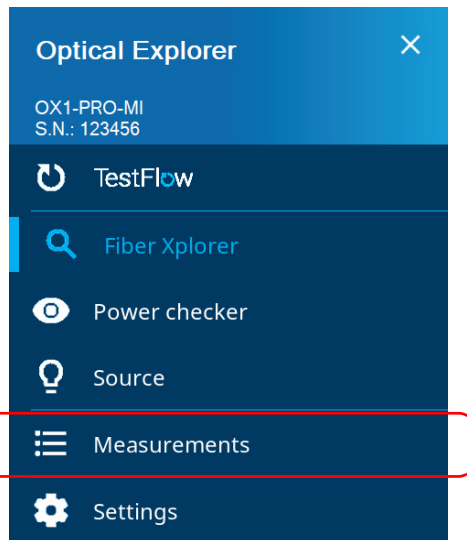 Optical Explorer
OX1-PRO-MI
S.N.: 123456
TestFlow
Fiber Xplorer
Power checker
Source
Measurements
Settings